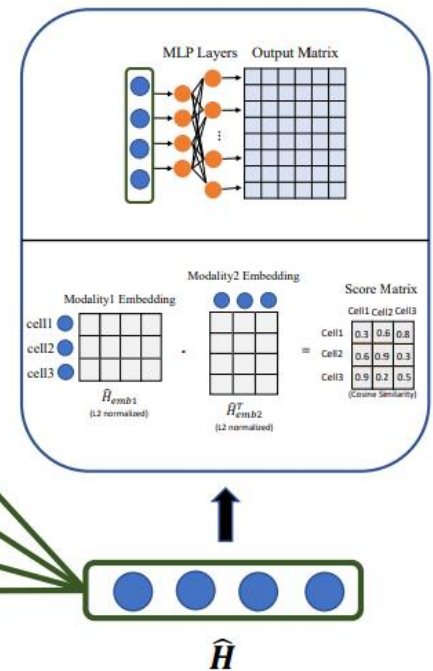 MLP Layers Output Matrix
...
Modality2 Embedding
Modality1 Embedding
Score Matrix
cell1
cell2
cell3
Ĥemb1
(L2 normalized)
.
Ĥᵀemb2
(L2 normalized)
=
Cell1 Cell2 Cell3
Cell1 0.3 0.6 0.8
Cell2 0.6 0.9 0.3
Cell3 0.9 0.2 0.5
(Cosine Similarity)
Ĥ